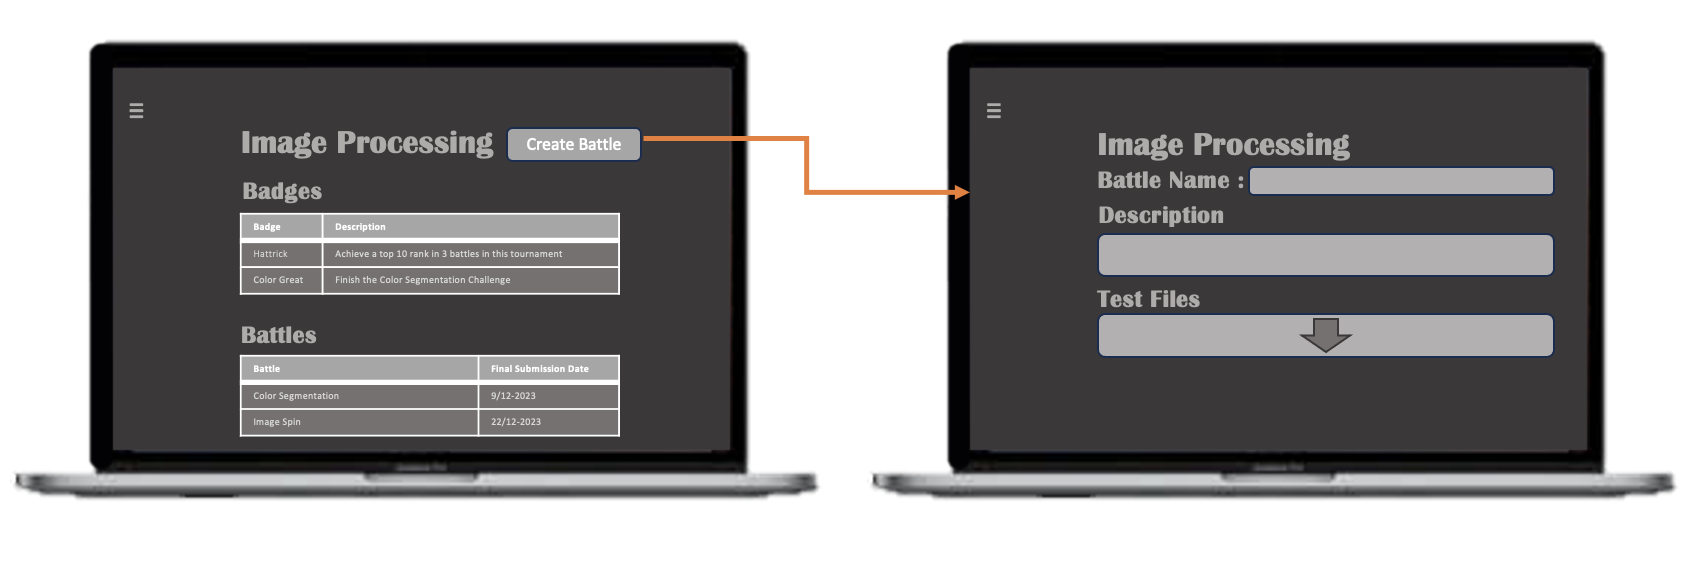 Image Processing
Create Battle
Badges
Badge Description
Hattrick Achieve a top 10 rank in 3 battles in this tournament
Color Great Finish the Color Segmentation Challenge
Battles
Battle Final Submission Date
Color Segmentation 9/12-2023
Image Spin 22/12-2023
Image Processing
Battle Name :
Description
Test Files